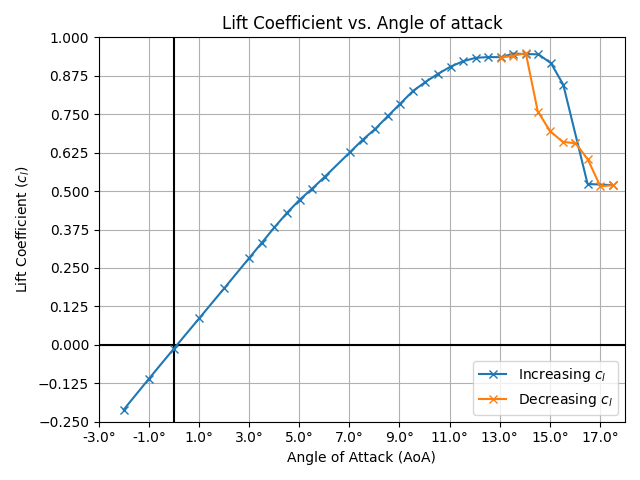 Lift Coefficient vs. Angle of attack
Lift Coefficient (c_l)
1.000
0.875
0.750
0.625
0.500
0.375
0.250
0.125
0.000
−0.125
−0.250
-3.0° -1.0° 1.0° 3.0° 5.0° 7.0° 9.0° 11.0° 13.0° 15.0° 17.0°
Angle of Attack (AoA)
Increasing c_l
Decreasing c_l